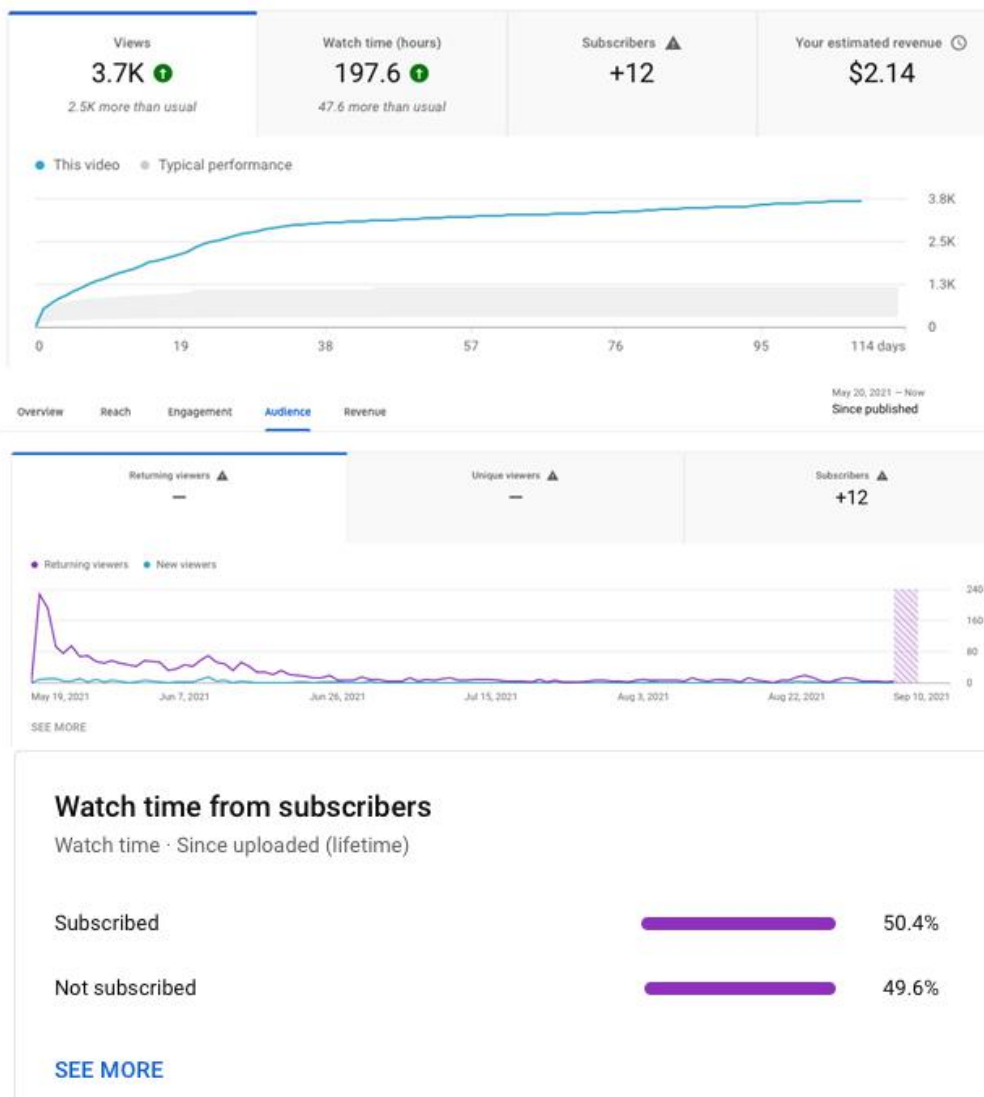 Views Watch time (hours) Subscribers Your estimated revenue
3.7K 197.6 +12 $2.14
2.5K more than usual 47.6 more than usual
This video Typical performance
3.8K
2.5K
1.3K
0
0 19 38 57 76 95 114 days
May 20, 2021 – Now
Overview Reach Engagement Audience Revenue Since published
Returning viewers Unique viewers Subscribers
— — +12
Returning viewers New viewers
240
160
80
0
May 19, 2021 Jun 7, 2021 Jun 26, 2021 Jul 15, 2021 Aug 3, 2021 Aug 22, 2021 Sep 10, 2021
SEE MORE
Watch time from subscribers
Watch time · Since uploaded (lifetime)
Subscribed 50.4%
Not subscribed 49.6%
SEE MORE